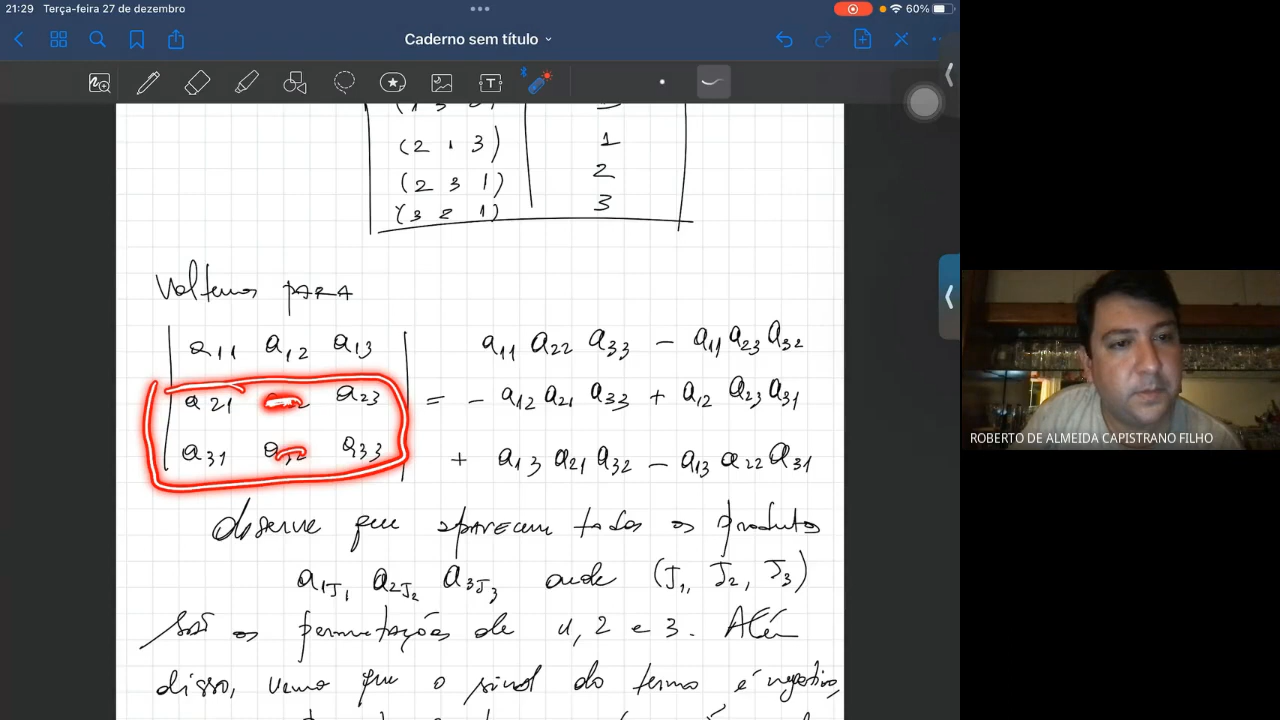 21:29 Terça-feira 27 de dezembro
60%
Caderno sem título
(2 1 3) 1
(2 3 1) 2
(3 2 1) 3
Voltemos PARA
a11 a12 a13 a11 a22 a33 - a11 a23 a32
a21 a23 = - a12 a21 a33 + a12 a23 a31
a31 a32 a33 + a13 a21 a32 - a13 a22 a31
observe que aparecem todos os produtos
a1J1 a2J2 a3J3 onde (J1, J2, J3)
são as permutações de 1, 2 e 3. Além
disso, vemos que o sinal do termo é negativo,
ROBERTO DE ALMEIDA CAPISTRANO FILHO